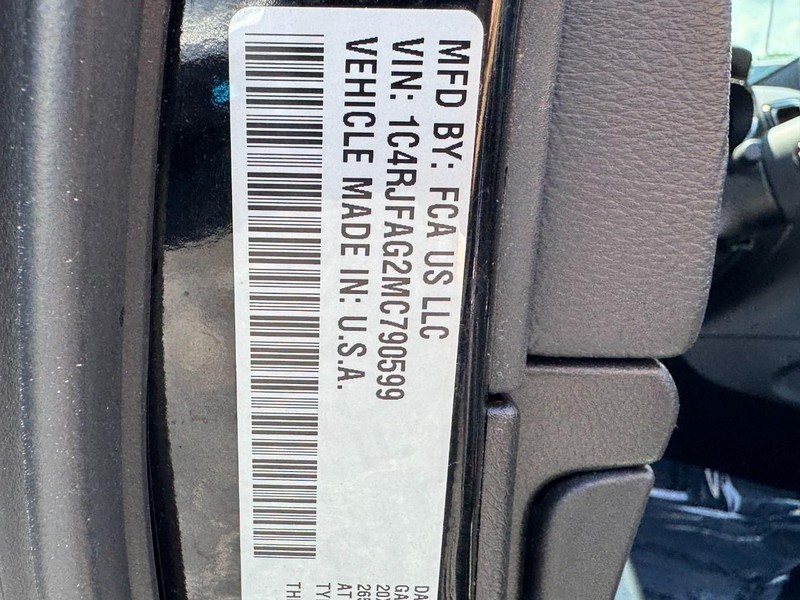 MFD BY: FCA US LLC
VIN: 1C4RJFAG2MC790599
VEHICLE MADE IN: U.S.A.